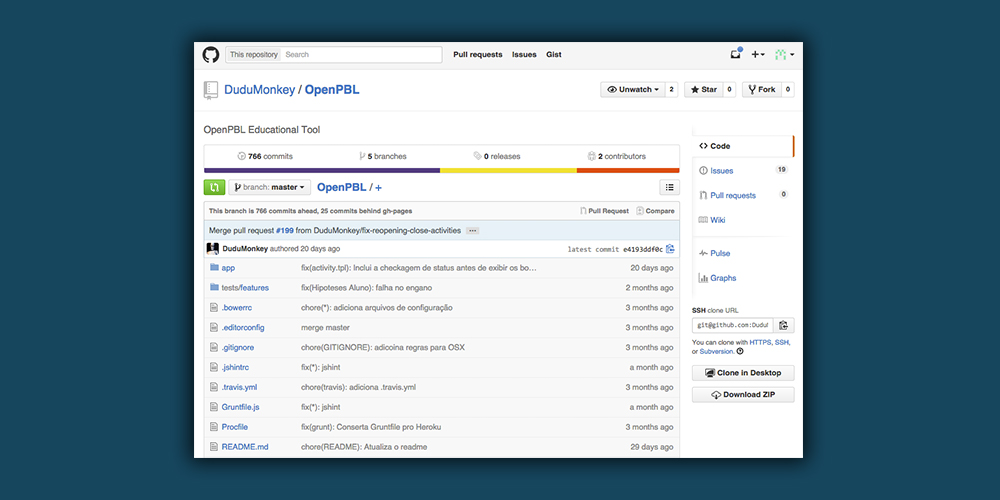 This repository Search Pull requests Issues Gist
DuduMonkey / OpenPBL Unwatch 2 Star 0 Fork 0
OpenPBL Educational Tool
766 commits 5 branches 0 releases 2 contributors
branch: master OpenPBL / +
This branch is 766 commits ahead, 25 commits behind gh-pages Pull Request Compare
Merge pull request #199 from DuduMonkey/fix-reopening-close-activities ...
DuduMonkey authored 20 days ago latest commit e4193ddf0c
app fix(activity.tpl): Inclui a checkagem de status antes de exibir os bo… 20 days ago
tests/features fix(Hipoteses Aluno): falha no engano 2 months ago
.bowerrc chore(*): adiciona arquivos de configuração 3 months ago
.editorconfig merge master 3 months ago
.gitignore chore(GITIGNORE): adicoina regras para OSX 3 months ago
.jshintrc fix(*): jshint a month ago
.travis.yml chore(travis): adiciona .travis.yml 3 months ago
Gruntfile.js fix(*): jshint a month ago
Procfile fix(grunt): Conserta Gruntfile pro Heroku 3 months ago
README.md chore(README): Atualiza o readme 29 days ago
Code
Issues 19
Pull requests 0
Wiki
Pulse
Graphs
SSH clone URL
git@github.com:Dudu
You can clone with HTTPS, SSH,
or Subversion.
Clone in Desktop
Download ZIP